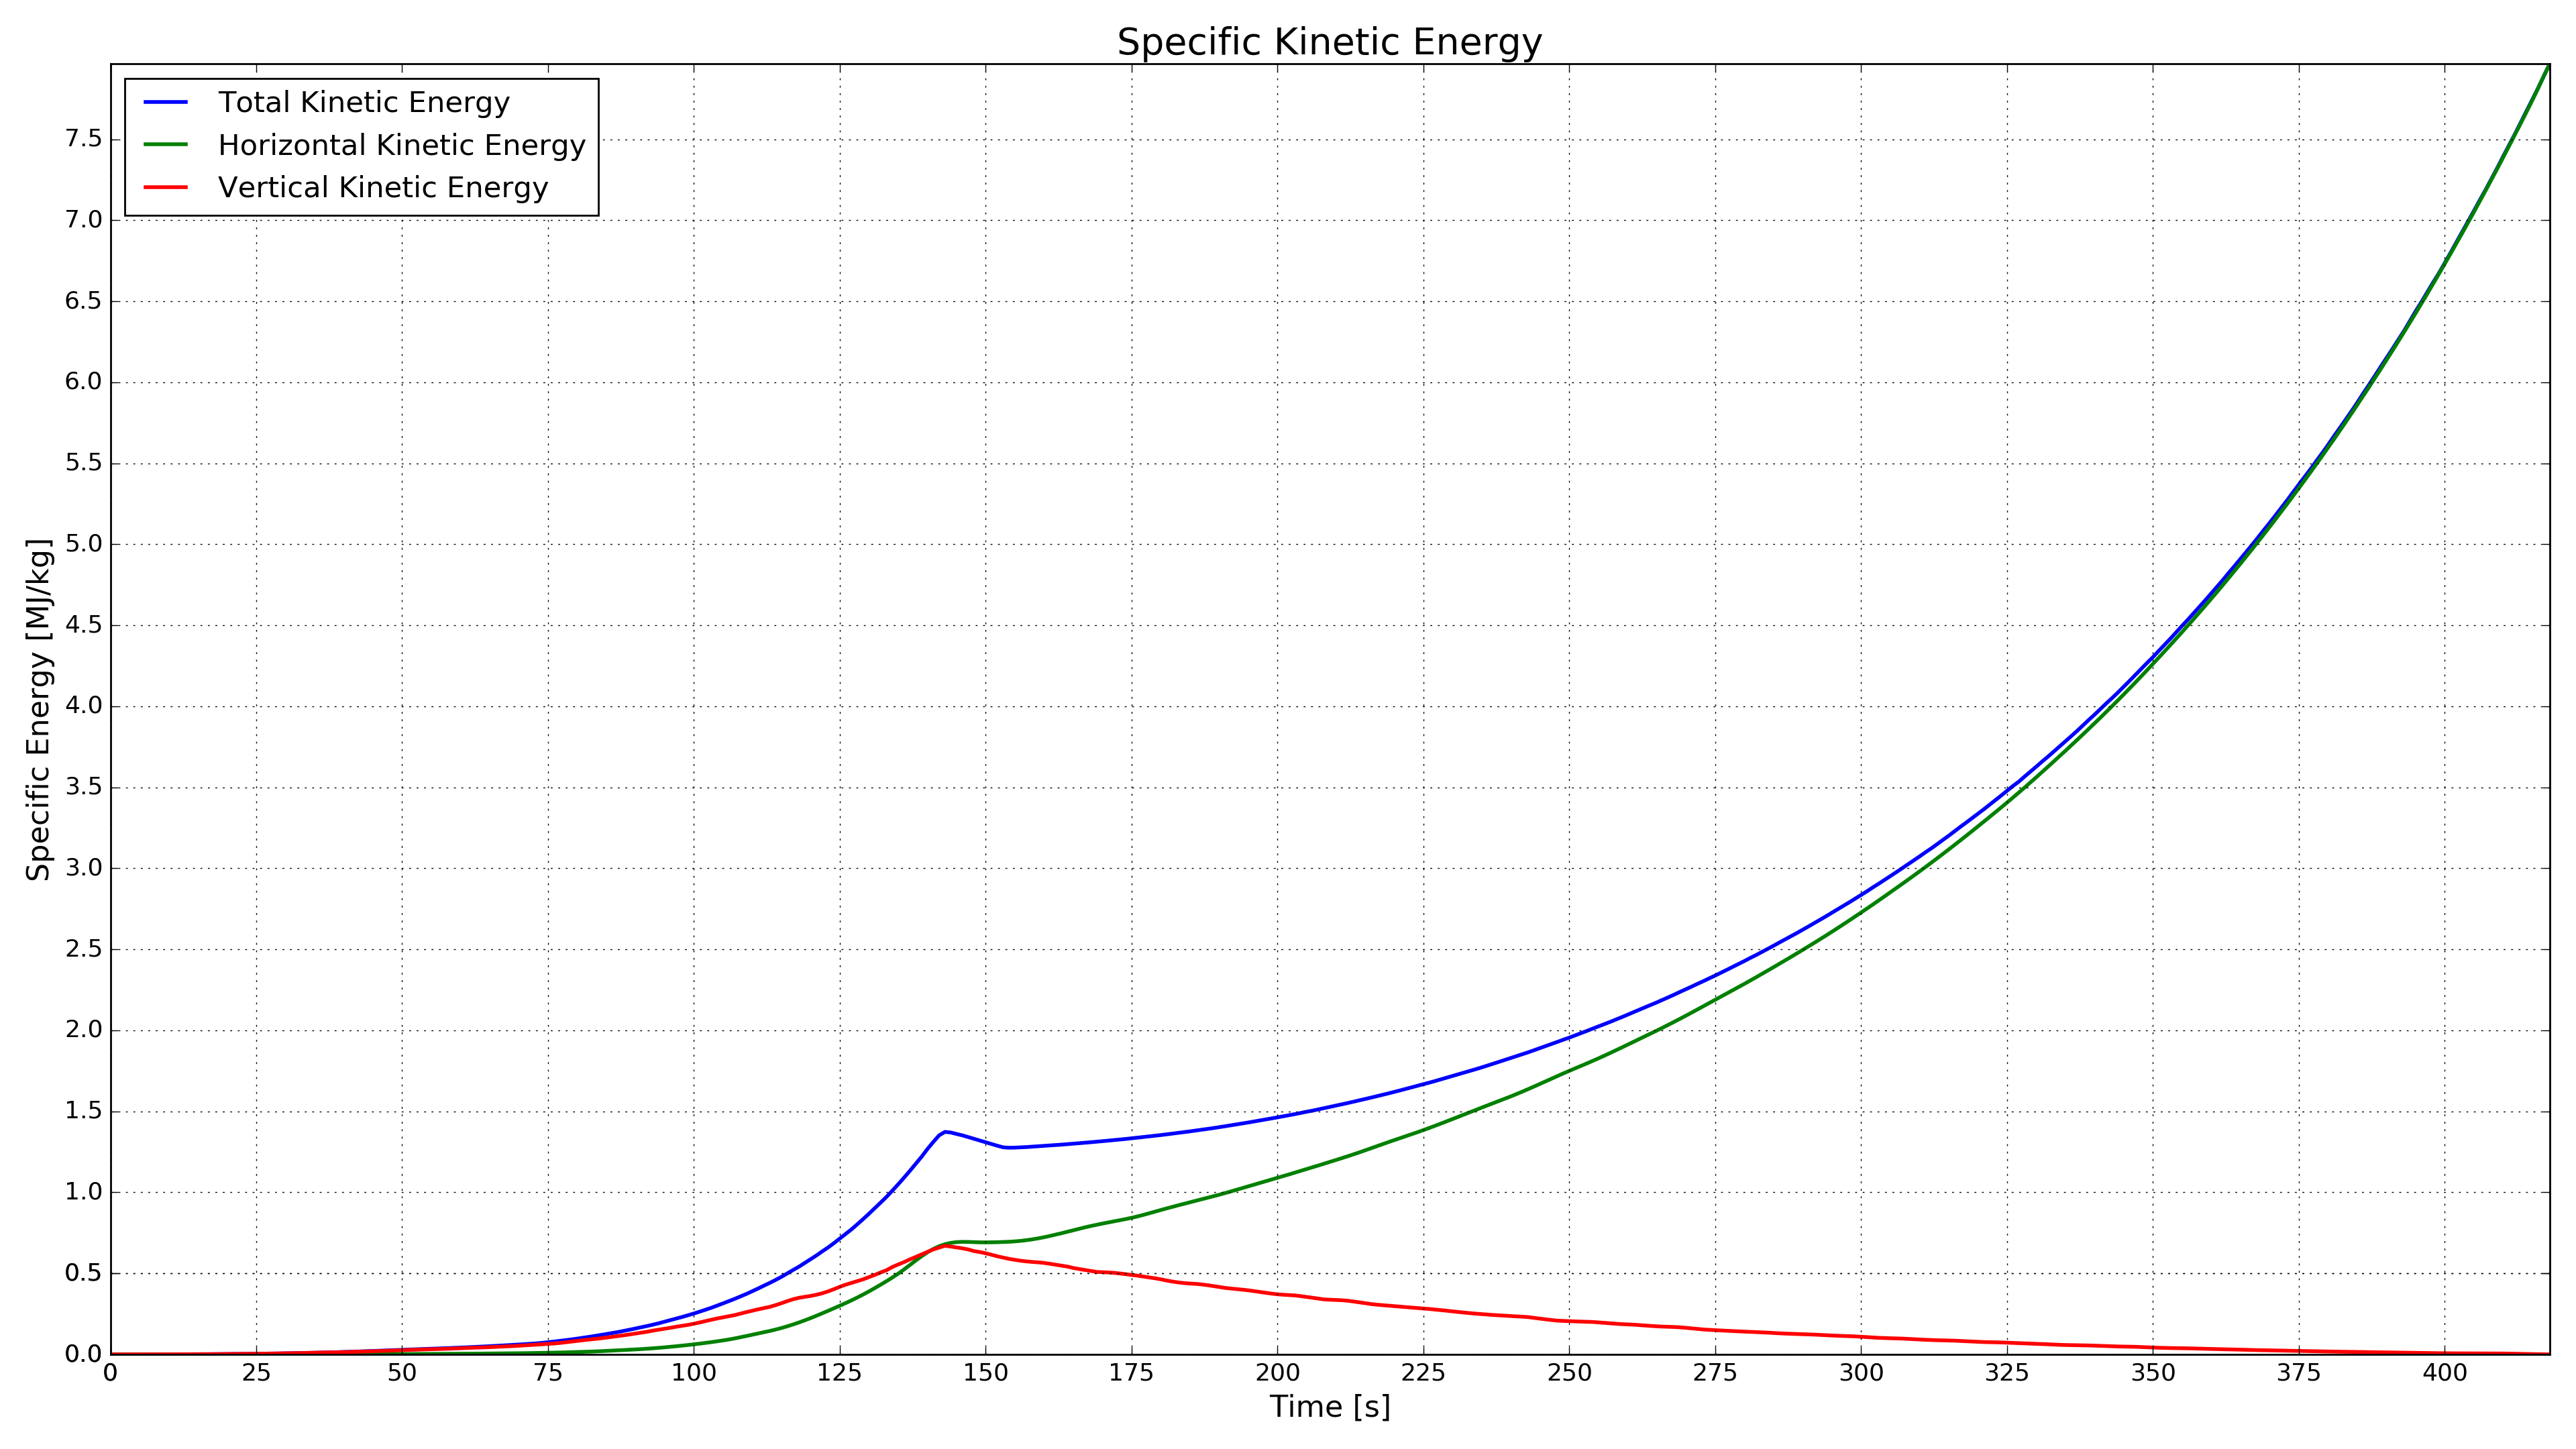 Specific Kinetic Energy
Total Kinetic Energy
Horizontal Kinetic Energy
Vertical Kinetic Energy
Specific Energy [MJ/kg]
7.5
7.0
6.5
6.0
5.5
5.0
4.5
4.0
3.5
3.0
2.5
2.0
1.5
1.0
0.5
0.0
0 25 50 75 100 125 150 175 200 225 250 275 300 325 350 375 400
Time [s]